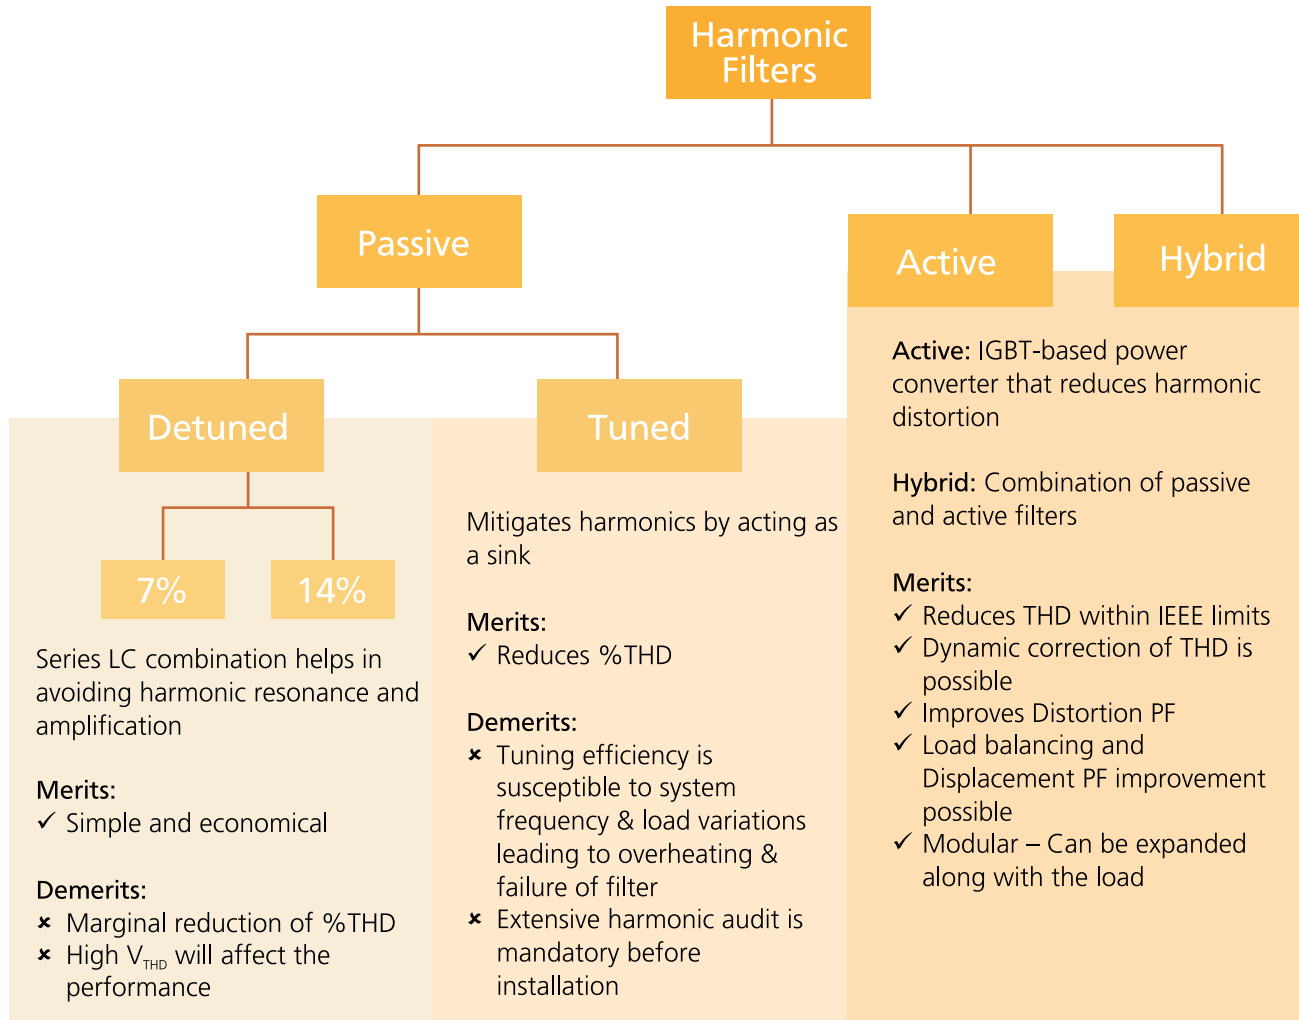 Harmonic
Filters
Passive
Active
Hybrid
Detuned
Tuned
7%
14%
Series LC combination helps in
avoiding harmonic resonance and
amplification
Merits:
✓ Simple and economical
Demerits:
✗ Marginal reduction of %THD
✗ High VTHD will affect the
performance
Mitigates harmonics by acting as
a sink
Merits:
✓ Reduces %THD
Demerits:
✗ Tuning efficiency is
susceptible to system
frequency & load variations
leading to overheating &
failure of filter
✗ Extensive harmonic audit is
mandatory before
installation
Active: IGBT-based power
converter that reduces harmonic
distortion
Hybrid: Combination of passive
and active filters
Merits:
✓ Reduces THD within IEEE limits
✓ Dynamic correction of THD is
possible
✓ Improves Distortion PF
✓ Load balancing and
Displacement PF improvement
possible
✓ Modular – Can be expanded
along with the load